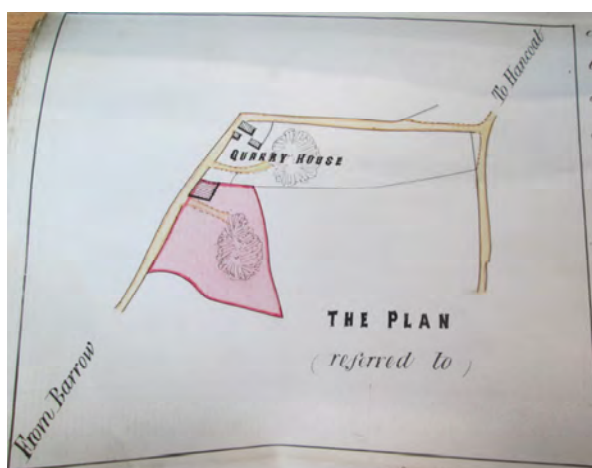 To Hancoat
QUARRY HOUSE
THE PLAN
(referred to)
From Barrow